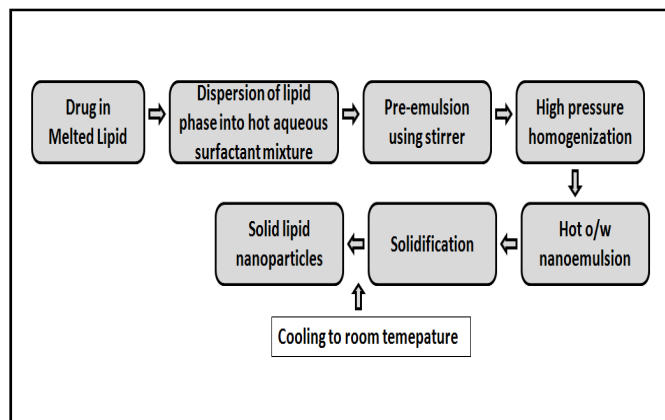 Drug in
Melted Lipid
Dispersion of lipid
phase into hot aqueous
surfactant mixture
Pre-emulsion
using stirrer
High pressure
homogenization
Hot o/w
nanoemulsion
Solidification
Solid lipid
nanoparticles
Cooling to room temepature